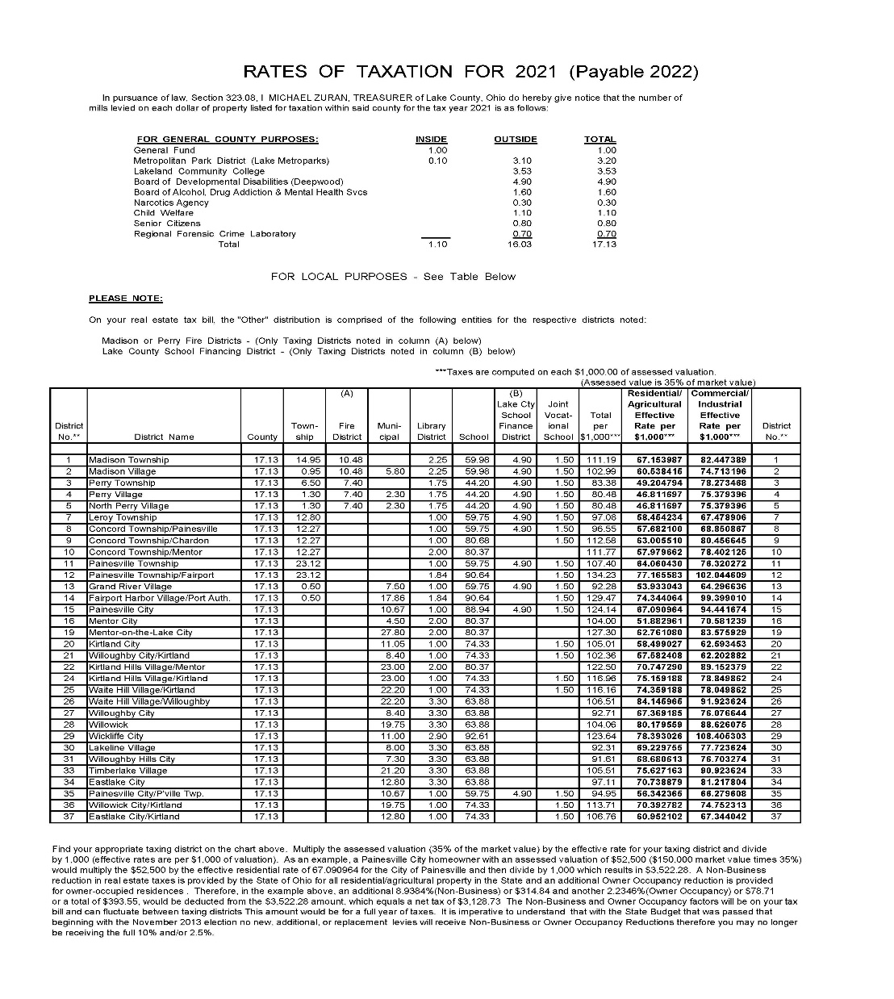 RATES OF TAXATION FOR 2021 (Payable 2022)
In pursuance of law, Section 323.08, I MICHAEL ZURAN, TREASURER of Lake County, Ohio do hereby give notice that the number of
mills levied on each dollar of property listed for taxation within said county for the tax year 2021 is as follows:
FOR GENERAL COUNTY PURPOSES: INSIDE OUTSIDE TOTAL
General Fund 1.00 1.00
Metropolitan Park District (Lake Metroparks) 0.10 3.10 3.20
Lakeland Community College 3.53 3.53
Board of Developmental Disabilities (Deepwood) 4.90 4.90
Board of Alcohol, Drug Addiction & Mental Health Svcs 1.60 1.60
Narcotics Agency 0.30 0.30
Child Welfare 1.10 1.10
Senior Citizens 0.80 0.80
Regional Forensic Crime Laboratory 0.70 0.70
Total 1.10 16.03 17.13
FOR LOCAL PURPOSES - See Table Below
PLEASE NOTE:
On your real estate tax bill, the "Other" distribution is comprised of the following entities for the respective districts noted:
Madison or Perry Fire Districts - (Only Taxing Districts noted in column (A) below)
Lake County School Financing District - (Only Taxing Districts noted in column (B) below)
***Taxes are computed on each $1,000.00 of assessed valuation.
(Assessed value is 35% of market value)
(A) (B) Residential/ Commercial/
Lake Cty Joint Agricultural Industrial
School Vocat- Total Effective Effective
District Town- Fire Muni- Library Finance ional per Rate per Rate per District
No.** District Name County ship District cipal District School District School $1,000*** $1,000*** $1,000*** No.**
1 Madison Township 17.13 14.95 10.48 2.25 59.98 4.90 1.50 111.19 67.153987 82.447389 1
2 Madison Village 17.13 0.95 10.48 5.80 2.25 59.98 4.90 1.50 102.99 60.538415 74.713196 2
3 Perry Township 17.13 6.50 7.40 1.75 44.20 4.90 1.50 83.38 49.204794 78.273468 3
4 Perry Village 17.13 1.30 7.40 2.30 1.75 44.20 4.90 1.50 80.48 46.811697 75.379396 4
5 North Perry Village 17.13 1.30 7.40 2.30 1.75 44.20 4.90 1.50 80.48 46.811697 75.379396 5
7 Leroy Township 17.13 12.80 1.00 59.75 4.90 1.50 97.08 58.454234 67.478906 7
8 Concord Township/Painesville 17.13 12.27 1.00 59.75 4.90 1.50 96.55 57.682100 68.850867 8
9 Concord Township/Chardon 17.13 12.27 1.00 80.68 1.50 112.58 63.005510 80.456645 9
10 Concord Township/Mentor 17.13 12.27 2.00 80.37 111.77 57.979662 78.402125 10
11 Painesville Township 17.13 23.12 1.00 59.75 4.90 1.50 107.40 64.060430 76.320272 11
12 Painesville Township/Fairport 17.13 23.12 1.84 90.64 1.50 134.23 77.165583 102.044609 12
13 Grand River Village 17.13 0.50 7.50 1.00 59.75 4.90 1.50 92.28 53.933043 64.296636 13
14 Fairport Harbor Village/Port Auth. 17.13 0.50 17.86 1.84 90.64 1.50 129.47 74.344064 99.399010 14
15 Painesville City 17.13 10.67 1.00 88.94 4.90 1.50 124.14 67.090964 94.441674 15
16 Mentor City 17.13 4.50 2.00 80.37 104.00 51.882961 70.581239 16
19 Mentor-on-the-Lake City 17.13 27.80 2.00 80.37 127.30 62.761080 83.575929 19
20 Kirtland City 17.13 11.05 1.00 74.33 1.50 105.01 58.499027 62.593453 20
21 Willoughby City/Kirtland 17.13 8.40 1.00 74.33 1.50 102.36 57.582408 62.202882 21
22 Kirtland Hills Village/Mentor 17.13 23.00 2.00 80.37 122.50 70.747290 89.152379 22
24 Kirtland Hills Village/Kirtland 17.13 23.00 1.00 74.33 1.50 116.96 75.159188 78.849862 24
25 Waite Hill Village/Kirtland 17.13 22.20 1.00 74.33 1.50 116.16 74.359188 78.049862 25
26 Waite Hill Village/Willoughby 17.13 22.20 3.30 63.88 106.51 84.145965 91.923624 26
27 Willoughby City 17.13 8.40 3.30 63.88 92.71 67.369185 76.076644 27
28 Willowick 17.13 19.75 3.30 63.88 104.06 80.179559 88.626075 28
29 Wickliffe City 17.13 11.00 2.90 92.61 123.64 78.393026 108.405303 29
30 Lakeline Village 17.13 8.00 3.30 63.88 92.31 69.229755 77.723624 30
31 Willoughby Hills City 17.13 7.30 3.30 63.88 91.61 68.680613 76.703274 31
33 Timberlake Village 17.13 21.20 3.30 63.88 105.51 75.627163 90.923624 33
34 Eastlake City 17.13 12.80 3.30 63.88 97.11 70.738879 81.217804 34
35 Painesville City/P'ville Twp. 17.13 10.67 1.00 59.75 4.90 1.50 94.95 56.342365 66.279608 35
36 Willowick City/Kirtland 17.13 19.75 1.00 74.33 1.50 113.71 70.392782 74.752313 36
37 Eastlake City/Kirtland 17.13 12.80 1.00 74.33 1.50 106.76 60.952102 67.344042 37
Find your appropriate taxing district on the chart above. Multiply the assessed valuation (35% of the market value) by the effective rate for your taxing district and divide
by 1,000 (effective rates are per $1,000 of valuation). As an example, a Painesville City homeowner with an assessed valuation of $52,500 ($150,000 market value times 35%)
would multiply the $52,500 by the effective residential rate of 67.090964 for the City of Painesville and then divide by 1,000 which results in $3,522.28. A Non-Business
reduction in real estate taxes is provided by the State of Ohio for all residential/agricultural property in the State and an additional Owner Occupancy reduction is provided
for owner-occupied residences . Therefore, in the example above, an additional 8.9384%(Non-Business) or $314.84 and another 2.2346%(Owner Occupancy) or $78.71
or a total of $393.55, would be deducted from the $3,522.28 amount, which equals a net tax of $3,128.73 The Non-Business and Owner Occupancy factors will be on your tax
bill and can fluctuate between taxing districts This amount would be for a full year of taxes. It is imperative to understand that with the State Budget that was passed that
beginning with the November 2013 election no new, additional, or replacement levies will receive Non-Business or Owner Occupancy Reductions therefore you may no longer
be receiving the full 10% and/or 2.5%.